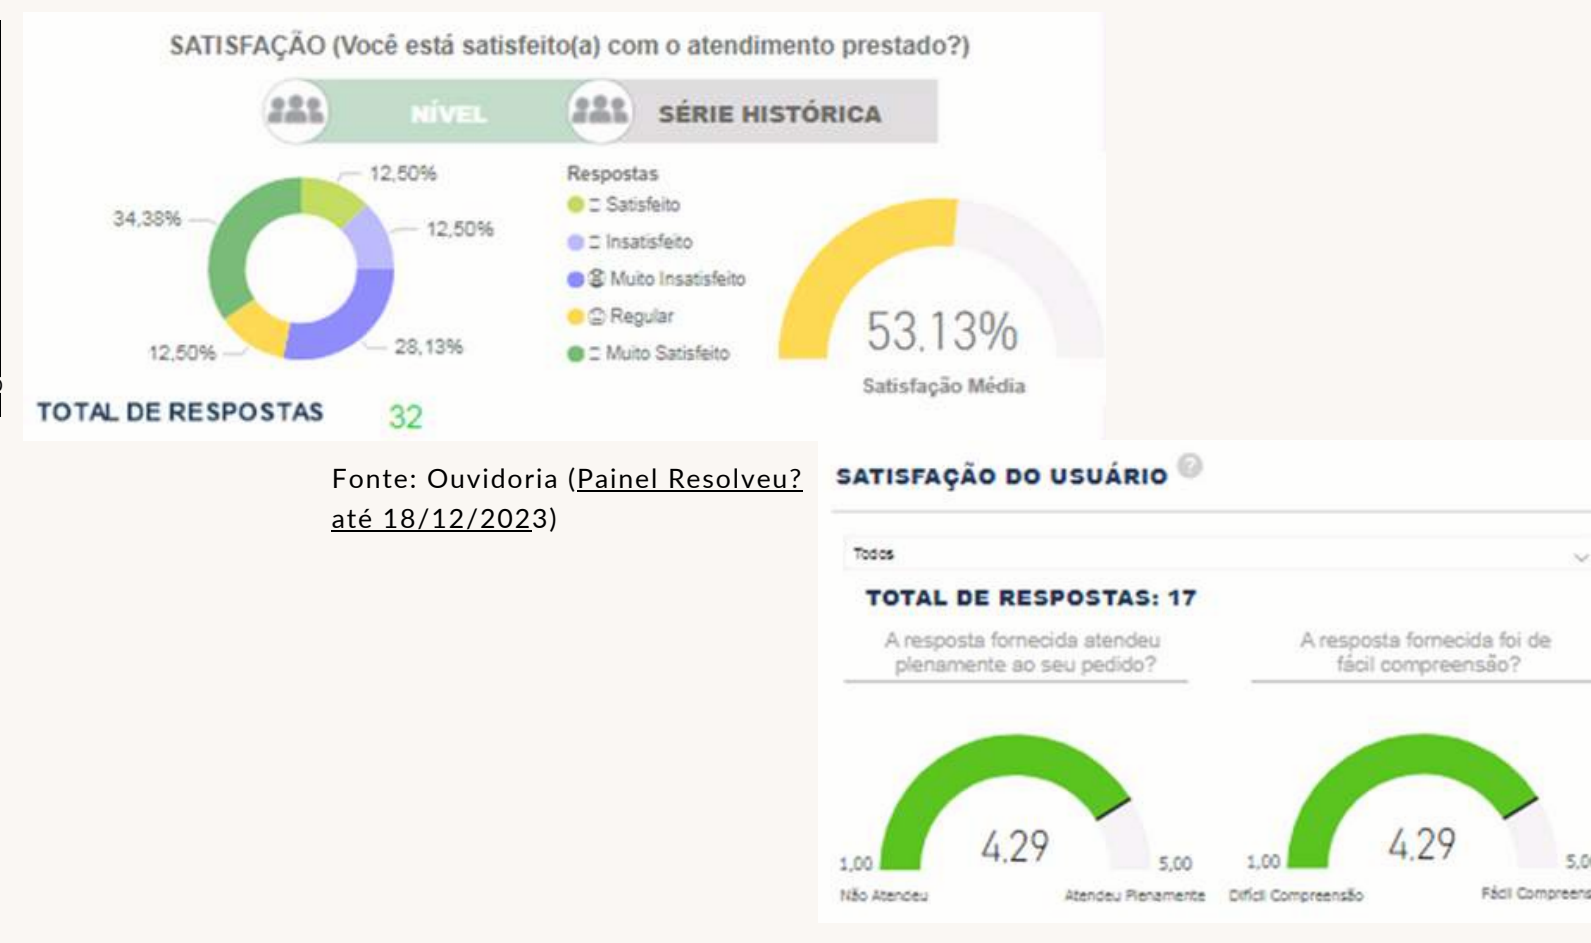 SATISFAÇÃO (Você está satisfeito(a) com o atendimento prestado?)
NÍVEL
SÉRIE HISTÓRICA
12,50%
34,38%
12,50%
28,13%
12,50%
Respostas
Satisfeito
Insatisfeito
Muito Insatisfeito
Regular
Muito Satisfeito
53.13%
Satisfação Média
TOTAL DE RESPOSTAS 32
Fonte: Ouvidoria (Painel Resolveu?
até 18/12/2023)
SATISFAÇÃO DO USUÁRIO ?
Todos
TOTAL DE RESPOSTAS: 17
A resposta fornecida atendeu
plenamente ao seu pedido?
4.29
1,00
5,00
Não Atendeu
Atendeu Plenamente
A resposta fornecida foi de
fácil compreensão?
4.29
1,00
5,0
Difícil Compreensão
Fácil Compreens